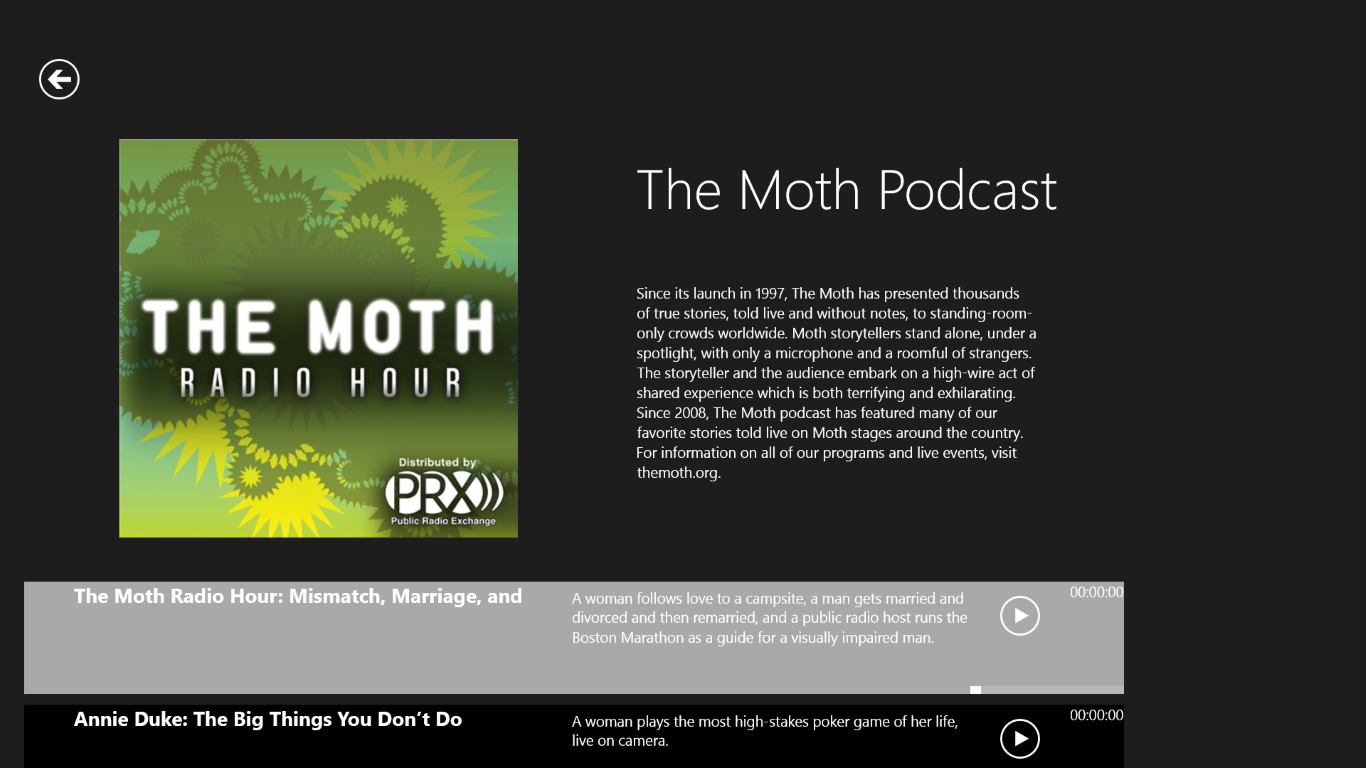 The Moth Podcast
THE MOTH
RADIO HOUR
Distributed by
PRX
Public Radio Exchange
Since its launch in 1997, The Moth has presented thousands
of true stories, told live and without notes, to standing-room-
only crowds worldwide. Moth storytellers stand alone, under a
spotlight, with only a microphone and a roomful of strangers.
The storyteller and the audience embark on a high-wire act of
shared experience which is both terrifying and exhilarating.
Since 2008, The Moth podcast has featured many of our
favorite stories told live on Moth stages around the country.
For information on all of our programs and live events, visit
themoth.org.
The Moth Radio Hour: Mismatch, Marriage, and
A woman follows love to a campsite, a man gets married and
divorced and then remarried, and a public radio host runs the
Boston Marathon as a guide for a visually impaired man.
00:00:00
Annie Duke: The Big Things You Don’t Do
A woman plays the most high-stakes poker game of her life,
live on camera.
00:00:00